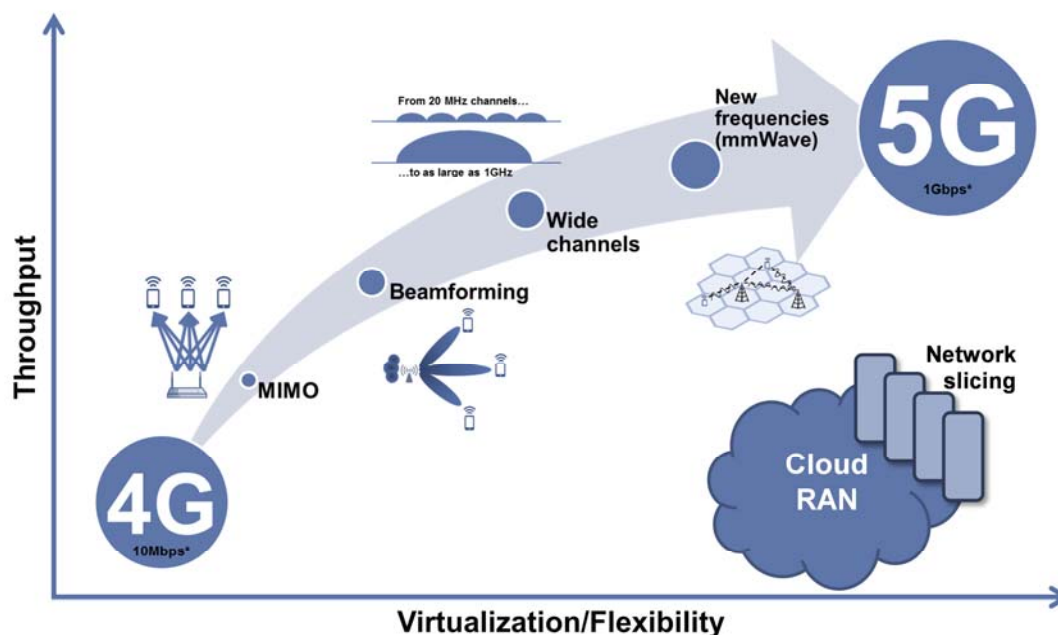 From 20 MHz channels…
…to as large as 1GHz
New
frequencies
(mmWave)
5G
1Gbps*
Wide
channels
Beamforming
MIMO
4G
10Mbps*
Network
slicing
Cloud
RAN
Throughput
Virtualization/Flexibility